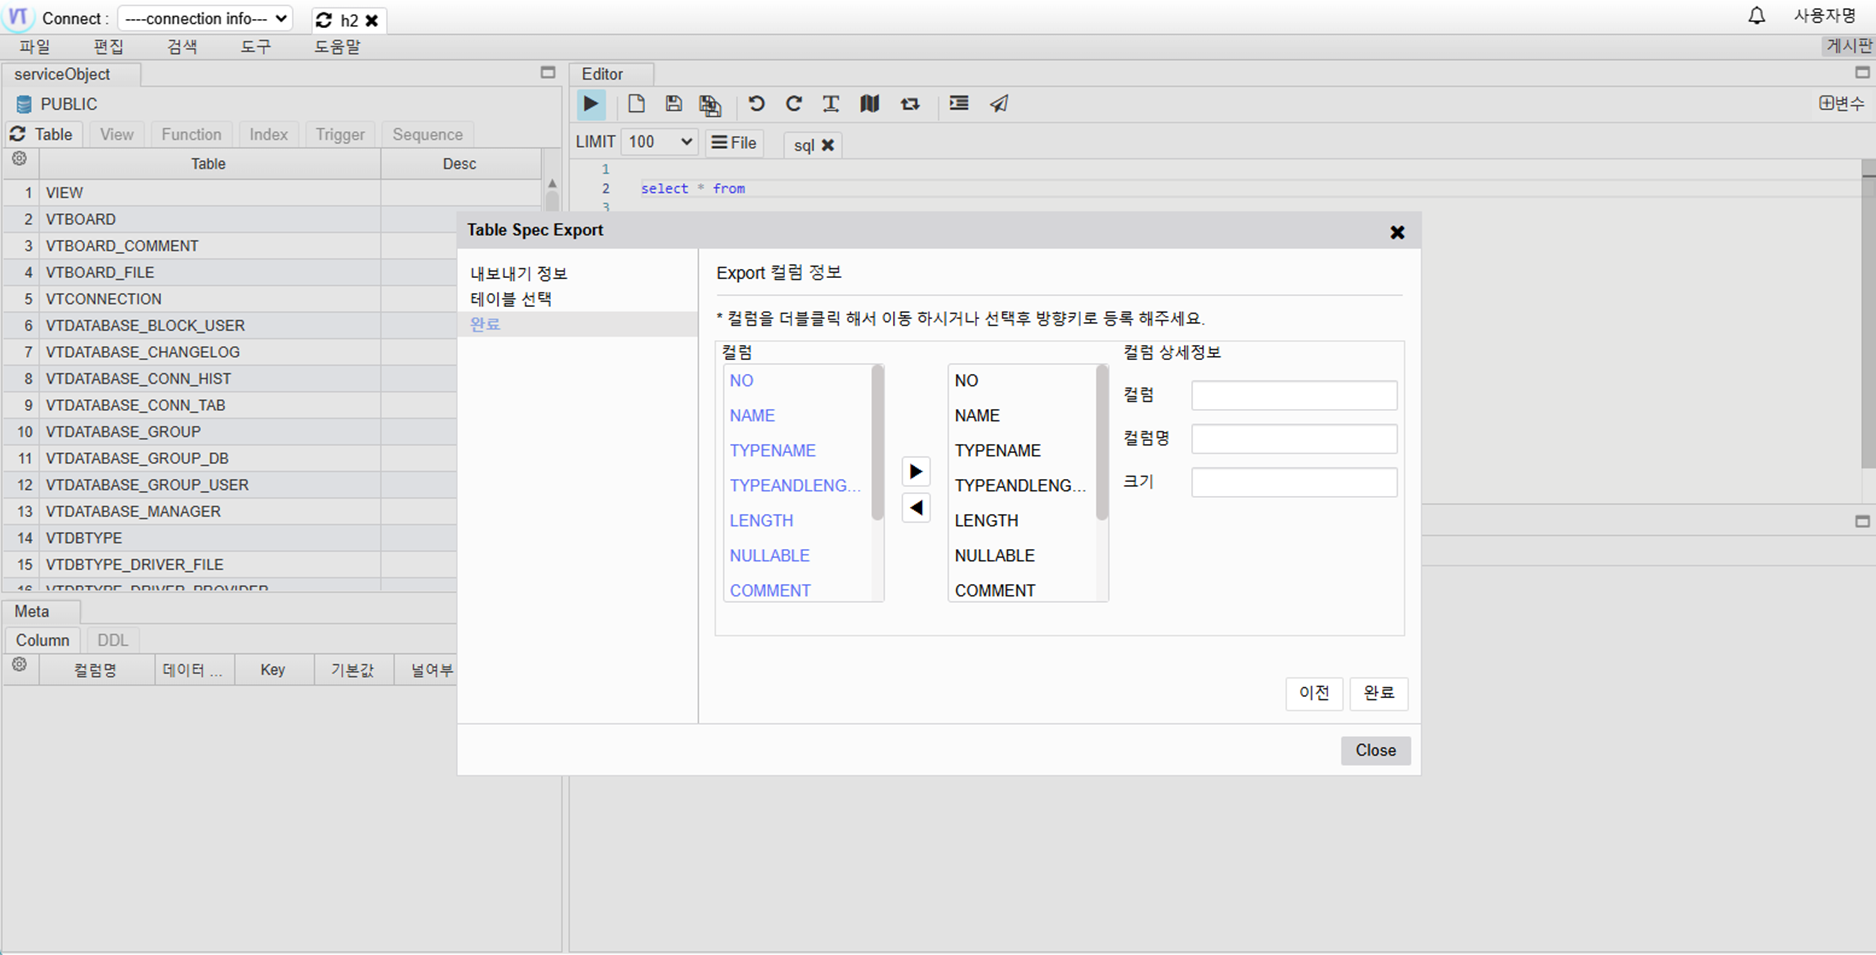 VT Connect : ----connection info--- h2
사용자명
파일 편집 검색 도구 도움말 게시판
serviceObject
PUBLIC
Table View Function Index Trigger Sequence
Table Desc
1 VIEW
2 VTBOARD
3 VTBOARD_COMMENT
4 VTBOARD_FILE
5 VTCONNECTION
6 VTDATABASE_BLOCK_USER
7 VTDATABASE_CHANGELOG
8 VTDATABASE_CONN_HIST
9 VTDATABASE_CONN_TAB
10 VTDATABASE_GROUP
11 VTDATABASE_GROUP_DB
12 VTDATABASE_GROUP_USER
13 VTDATABASE_MANAGER
14 VTDBTYPE
15 VTDBTYPE_DRIVER_FILE
16 VTDBTYPE_DRIVER_PROVIDER
Meta
Column DDL
컬럼명 데이터 ... Key 기본값 널여부
Editor
변수
LIMIT 100 File sql
1
2 select * from
3
Table Spec Export
내보내기 정보
테이블 선택
완료
Export 컬럼 정보
* 컬럼을 더블클릭 해서 이동 하시거나 선택후 방향키로 등록 해주세요.
컬럼
NO
NAME
TYPENAME
TYPEANDLENG...
LENGTH
NULLABLE
COMMENT
NO
NAME
TYPENAME
TYPEANDLENG...
LENGTH
NULLABLE
COMMENT
컬럼 상세정보
컬럼
컬럼명
크기
이전 완료
Close